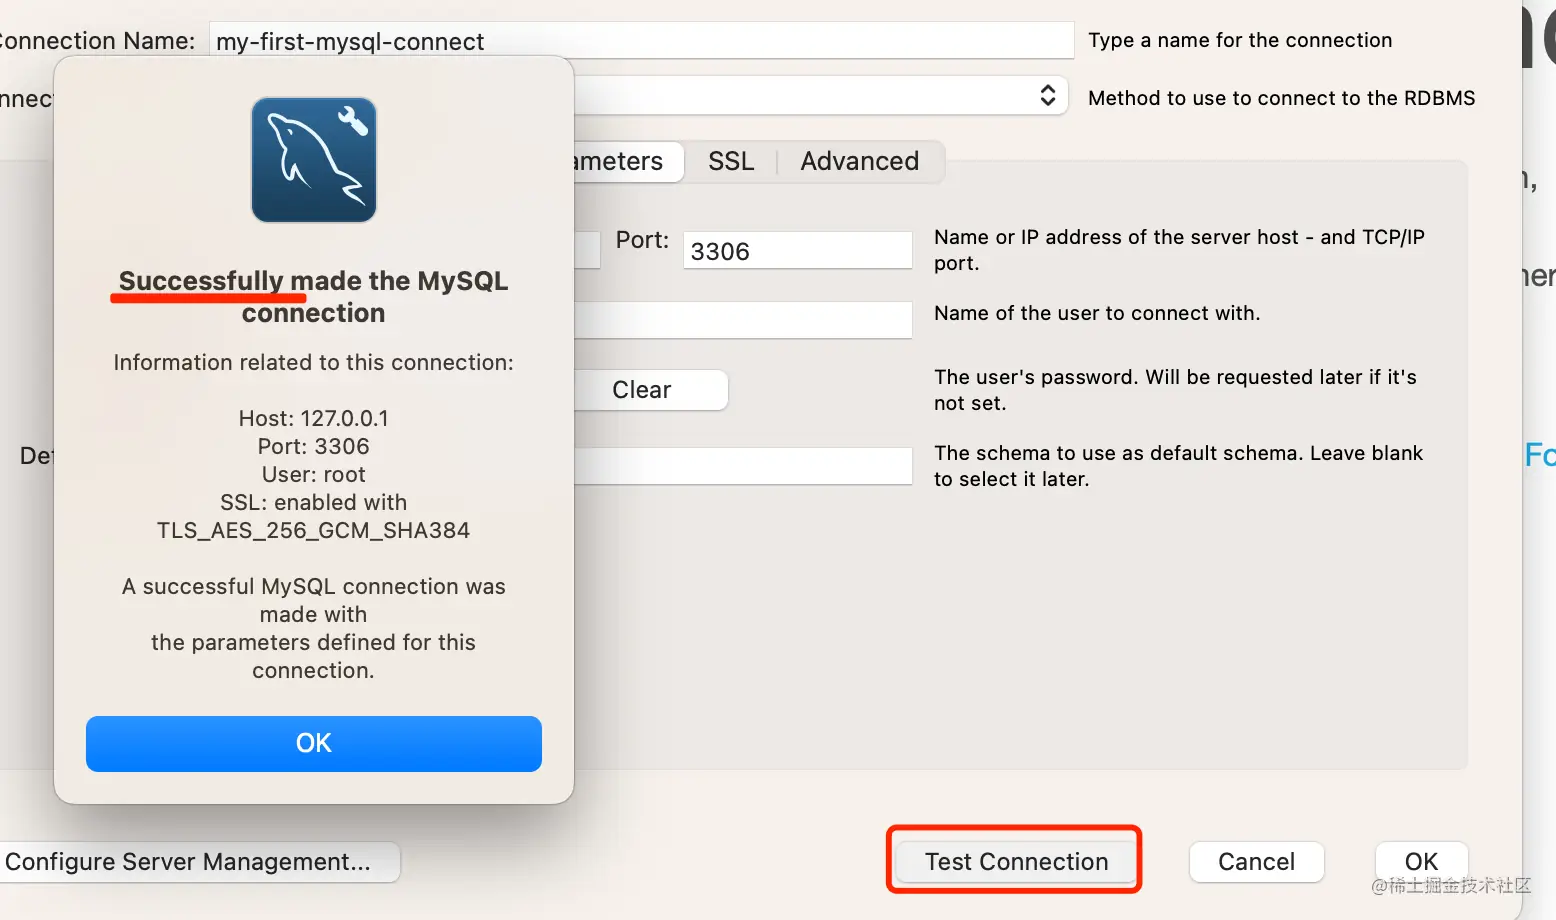 Connection Name: my-first-mysql-connect Type a name for the connection
Method to use to connect to the RDBMS
SSL Advanced
Port: 3306 Name or IP address of the server host - and TCP/IP
port.
Name of the user to connect with.
Clear The user's password. Will be requested later if it's
not set.
The schema to use as default schema. Leave blank
to select it later.
Successfully made the MySQL
connection
Information related to this connection:
Host: 127.0.0.1
Port: 3306
User: root
SSL: enabled with
TLS_AES_256_GCM_SHA384
A successful MySQL connection was
made with
the parameters defined for this
connection.
OK
Configure Server Management... Test Connection Cancel OK
@稀土掘金技术社区